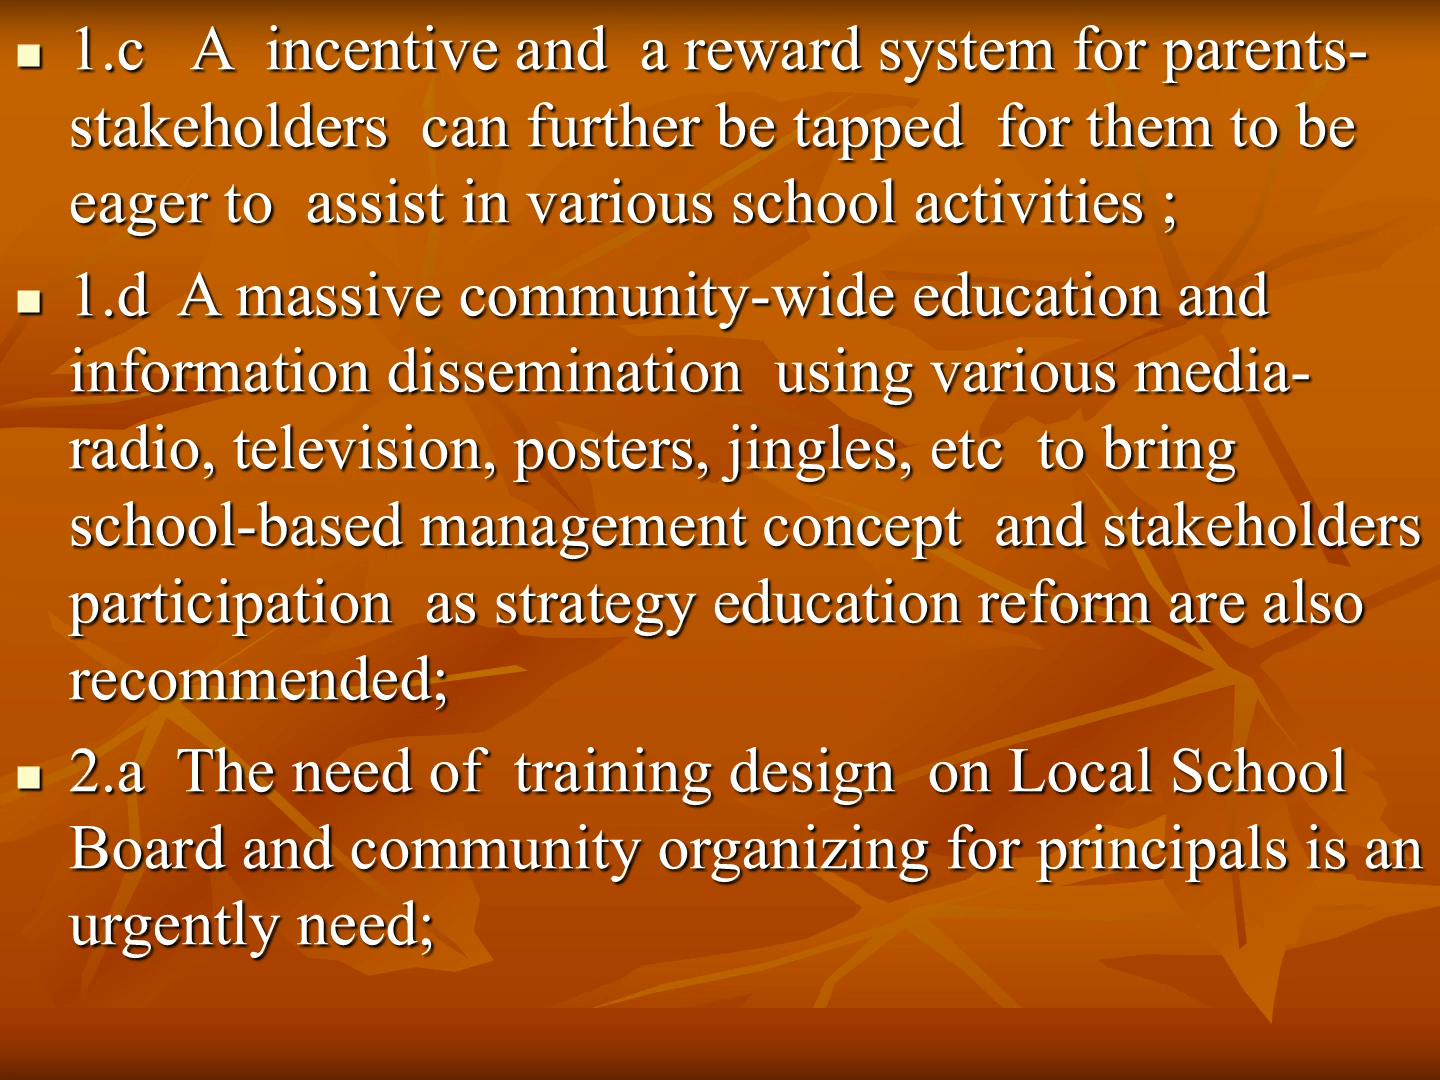 1.c A incentive and a reward system for parents-
stakeholders can further be tapped for them to be
eager to assist in various school activities ;
1.d A massive community-wide education and
information dissemination using various media-
radio, television, posters, jingles, etc to bring
school-based management concept and stakeholders
participation as strategy education reform are also
recommended;
2.a The need of training design on Local School
Board and community organizing for principals is an
urgently need;